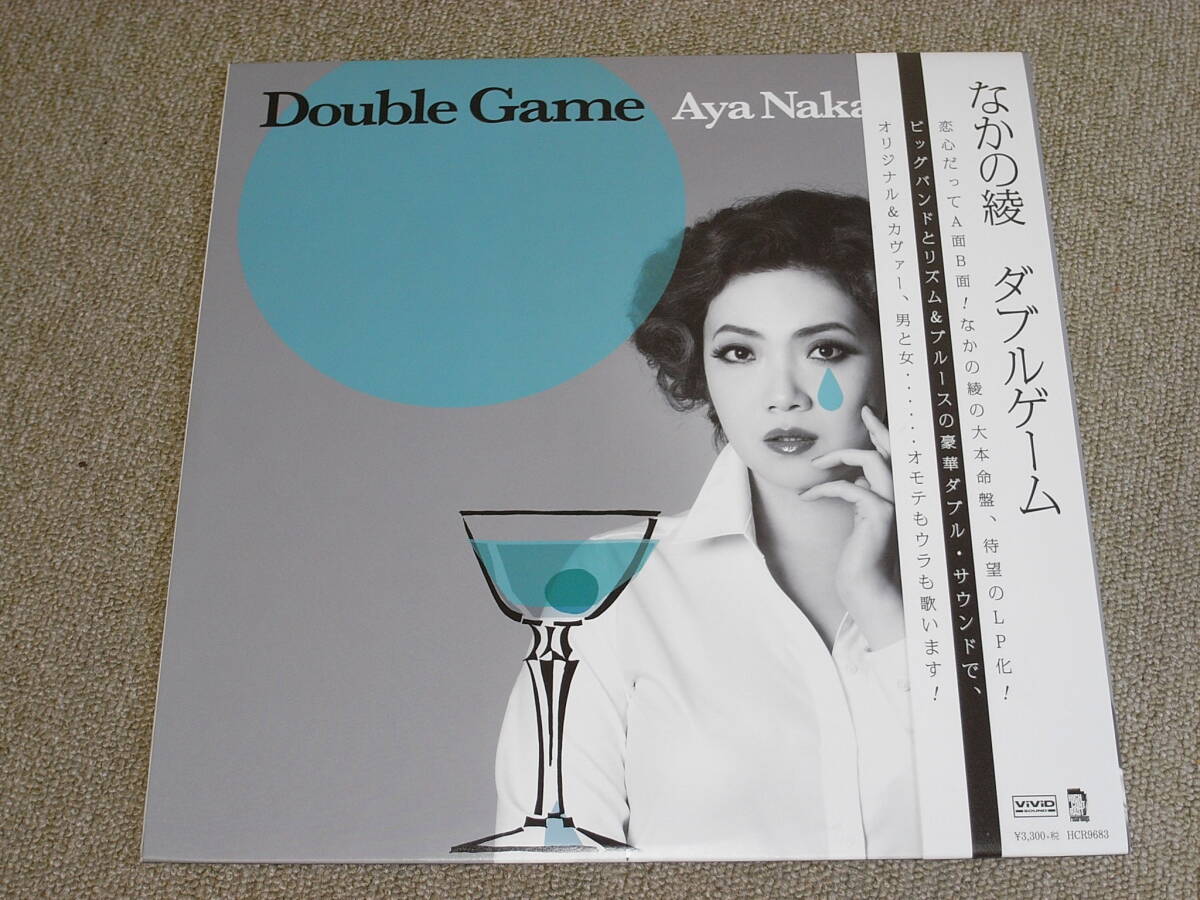 Double Game
Aya Naka
なかの綾 ダブルゲーム
恋心だってA面B面！なかの綾の大本命盤、待望のLP化！
ビッグバンドとリズム&ブルースの豪華ダブル・サウンドで、
オリジナル&カヴァー、男と女・・・・・・オモテもウラも歌います！
ViViD
SOUND
¥3,300+税 HCR9683